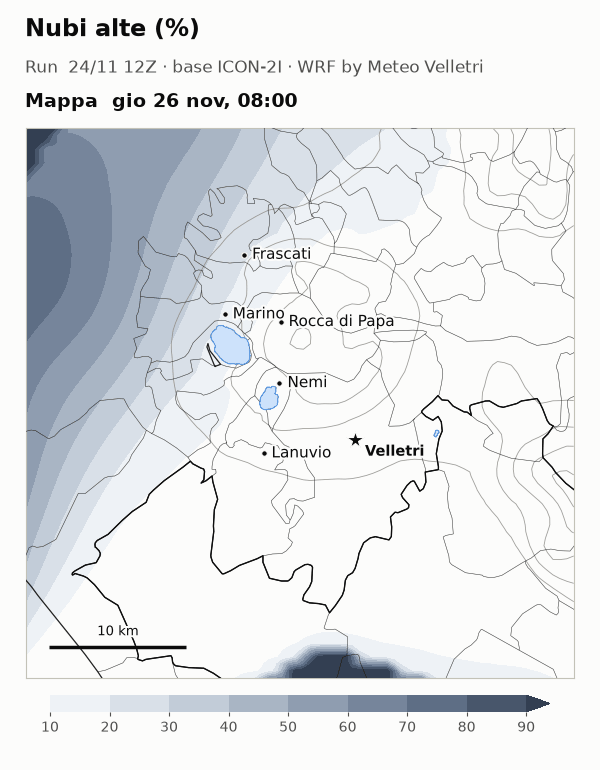 Nubi alte (%)
Run 24/11 12Z · base ICON-2I · WRF by Meteo Velletri
Mappa gio 26 nov, 08:00
Frascati
Marino
Rocca di Papa
Nemi
Lanuvio
Velletri
10 km
10 20 30 40 50 60 70 80 90